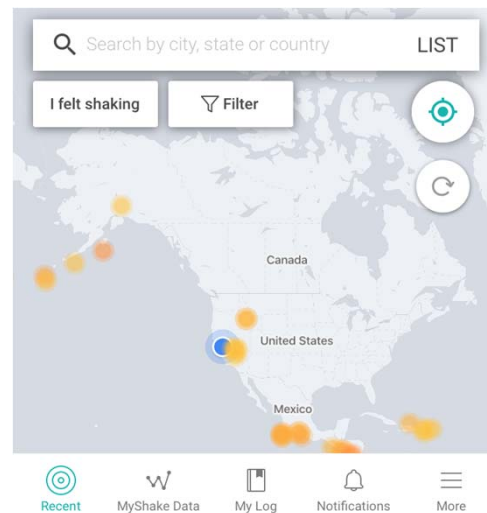 Search by city, state or country LIST
I felt shaking Filter
Canada
United States
Mexico
Recent MyShake Data My Log Notifications More